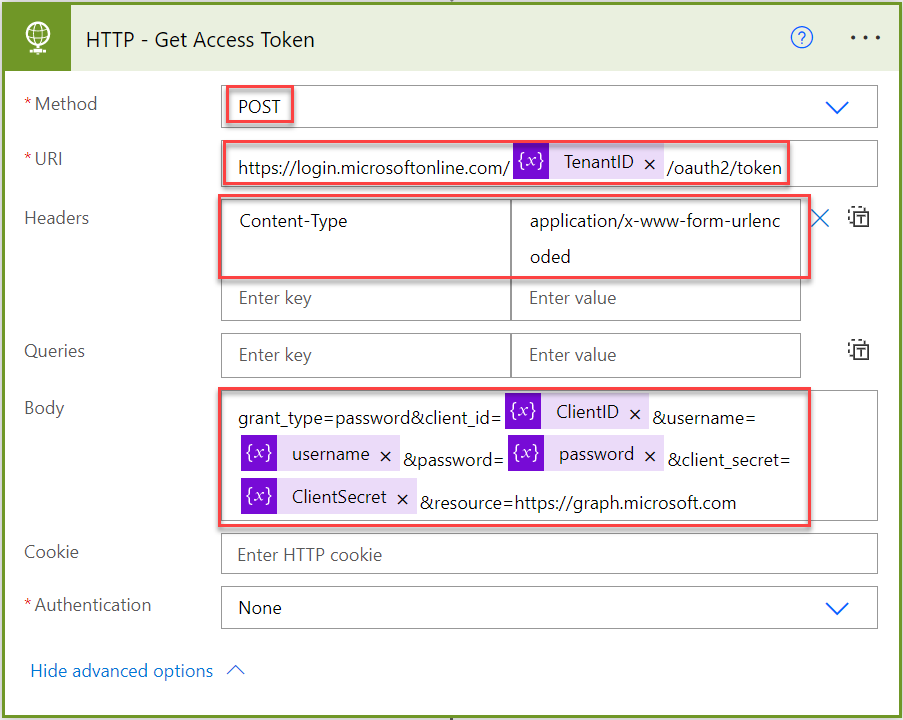 HTTP - Get Access Token
* Method
POST
* URI
https://login.microsoftonline.com/ {x} TenantID × /oauth2/token
Headers
Content-Type
application/x-www-form-urlenc
oded
Enter key
Enter value
Queries
Enter key
Enter value
Body
grant_type=password&client_id= {x} ClientID × &username=
{x} username × &password= {x} password × &client_secret=
{x} ClientSecret × &resource=https://graph.microsoft.com
Cookie
Enter HTTP cookie
* Authentication
None
Hide advanced options